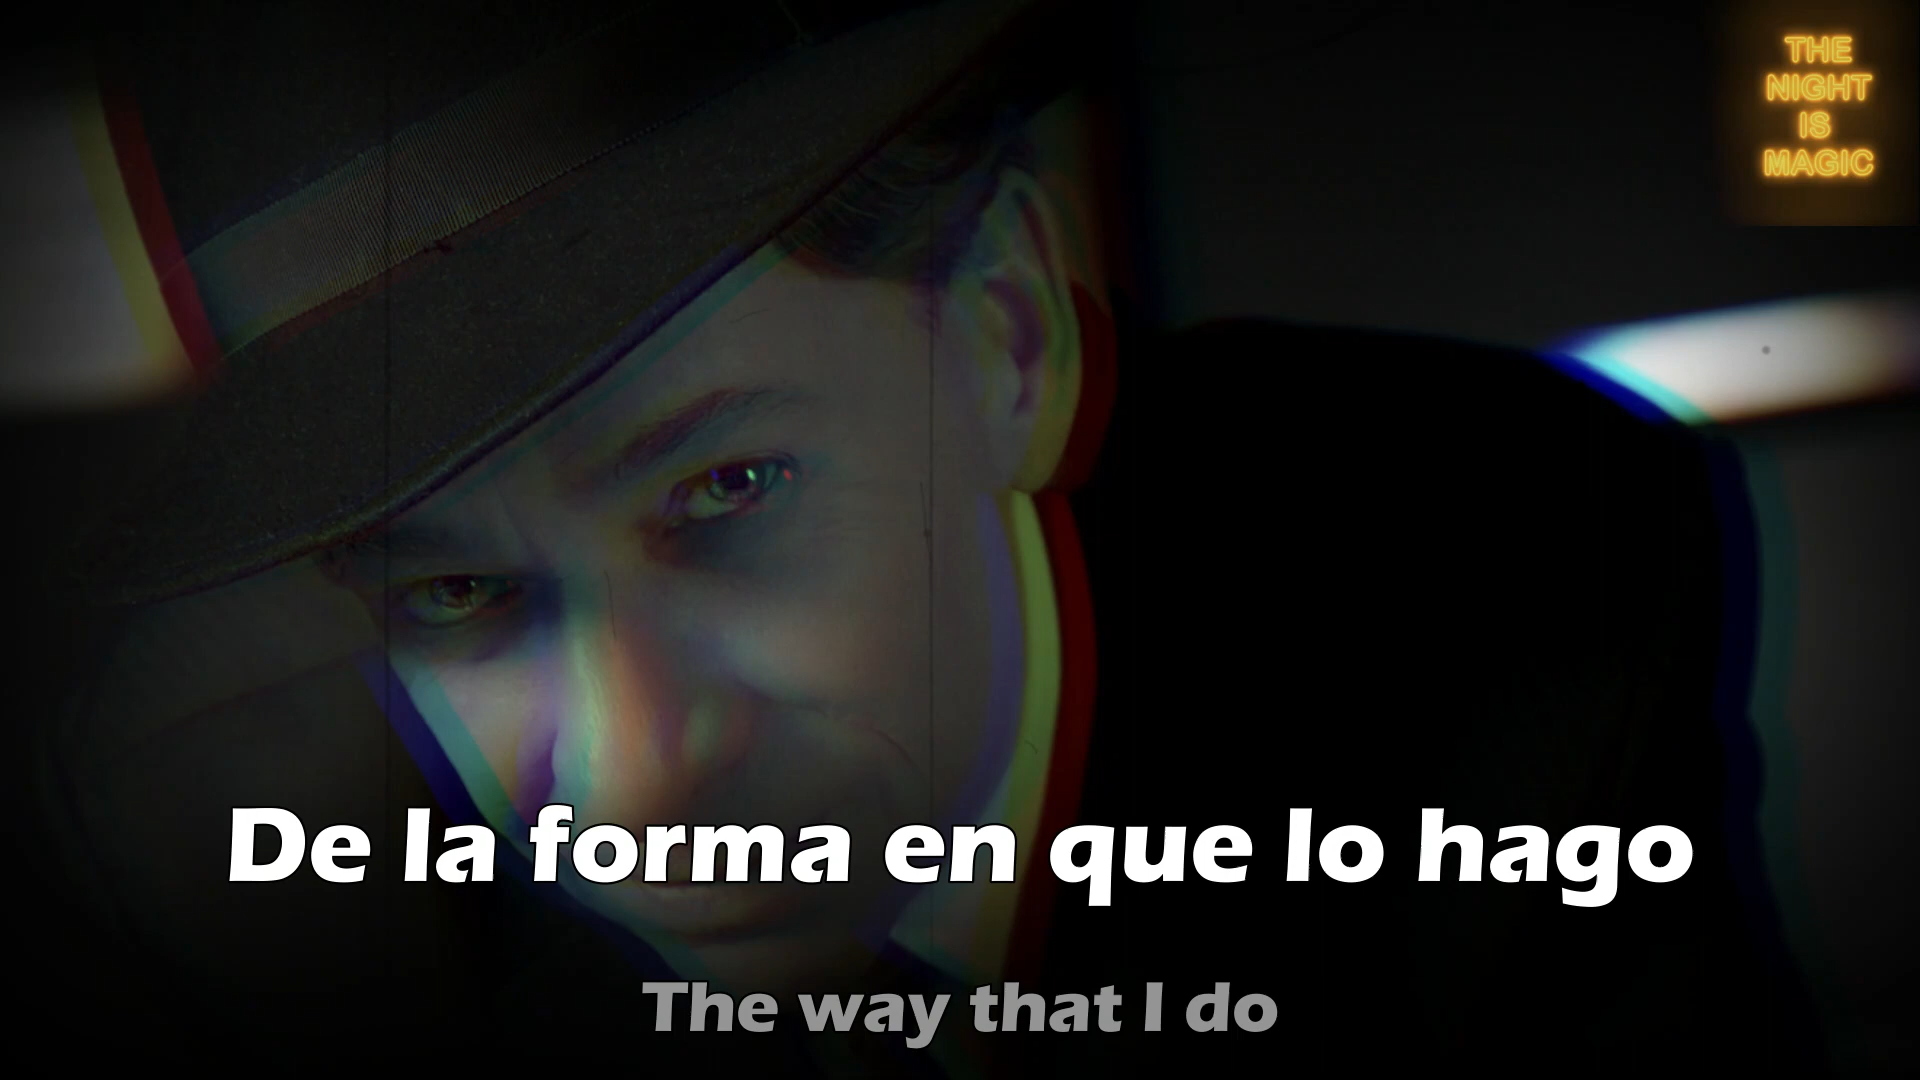 THE
NIGHT
IS
MAGIC
De la forma en que lo hago
The way that I do